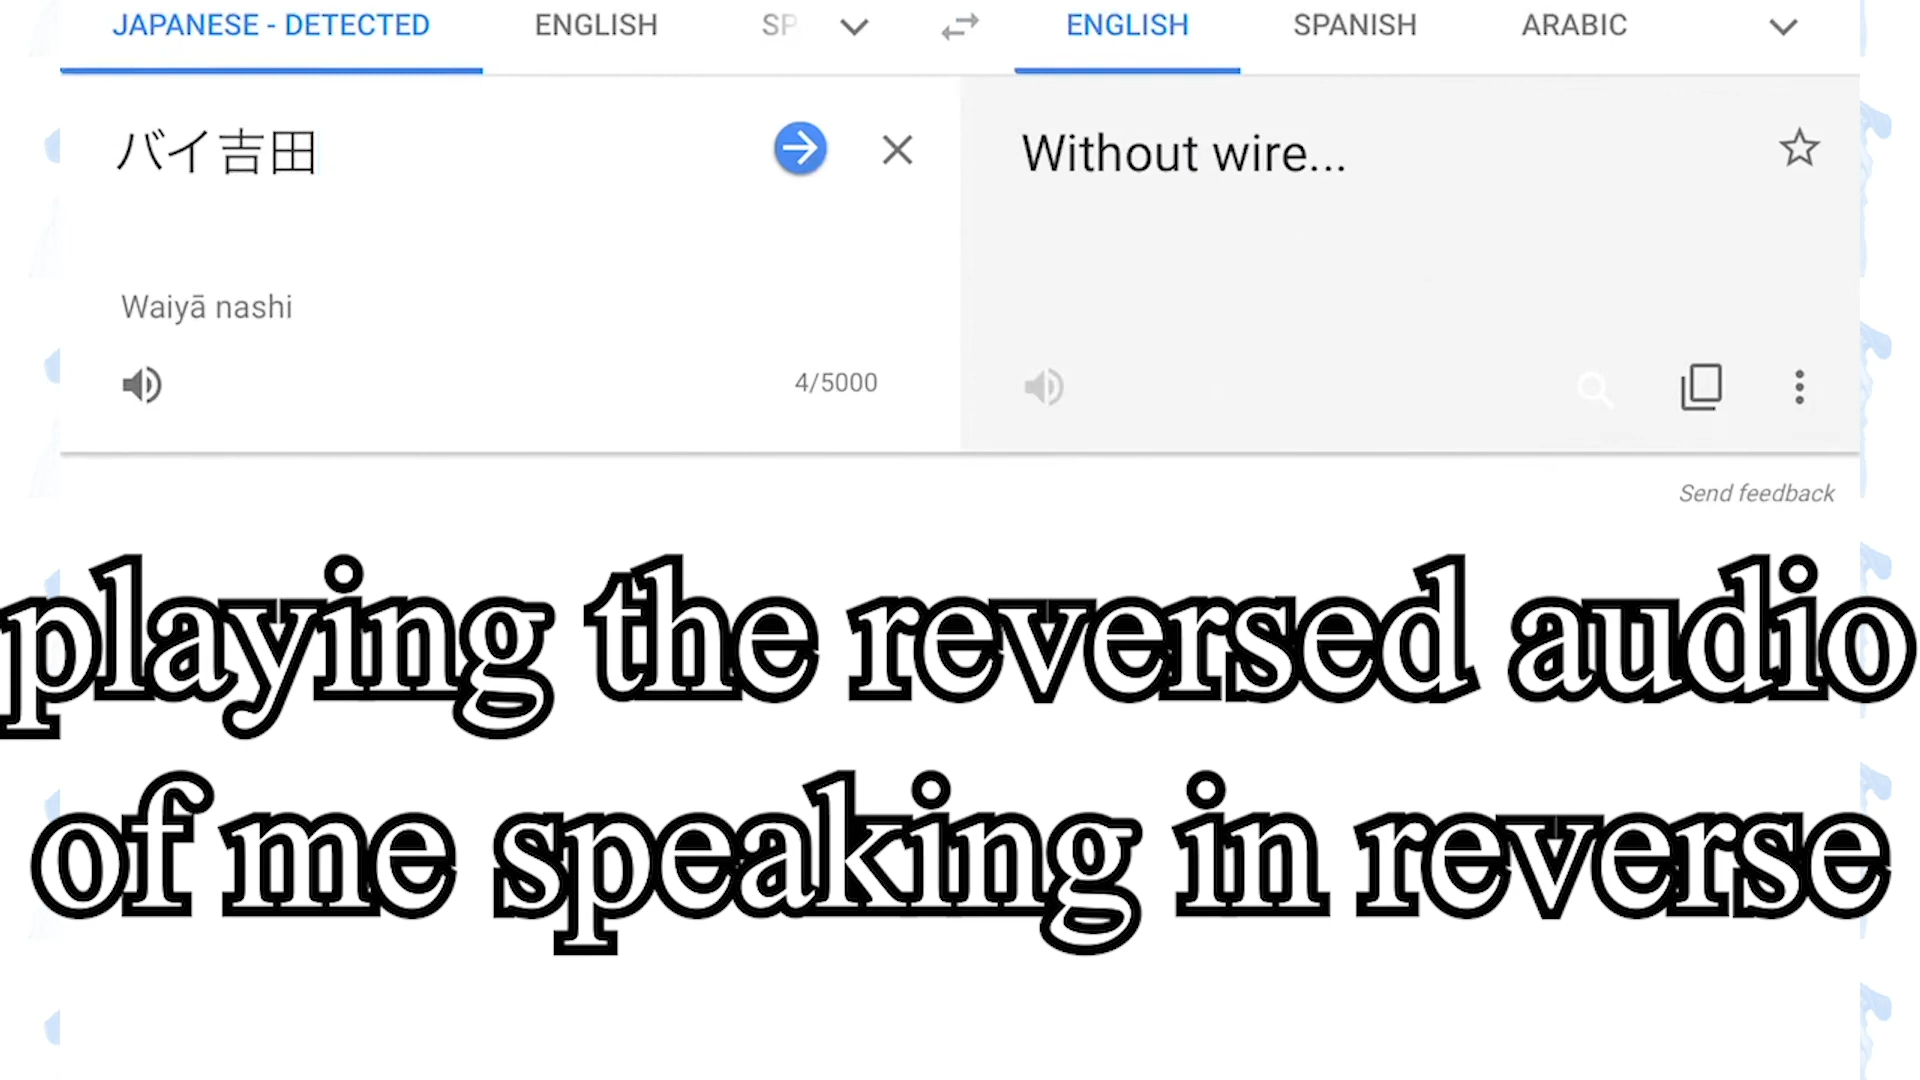 JAPANESE - DETECTED ENGLISH SP ENGLISH SPANISH ARABIC
バイ吉田
Without wire...
Waiyā nashi
4/5000
Send feedback
playing the reversed audio
of me speaking in reverse